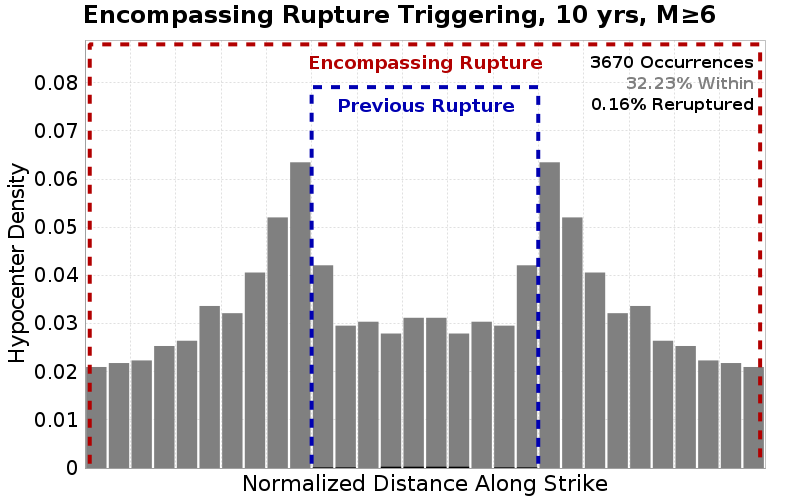 Encompassing Rupture Triggering, 10 yrs, M≥6
Encompassing Rupture
3670 Occurrences
32.23% Within
0.16% Reruptured
Previous Rupture
Hypocenter Density
0.08
0.07
0.06
0.05
0.04
0.03
0.02
0.01
0
Normalized Distance Along Strike